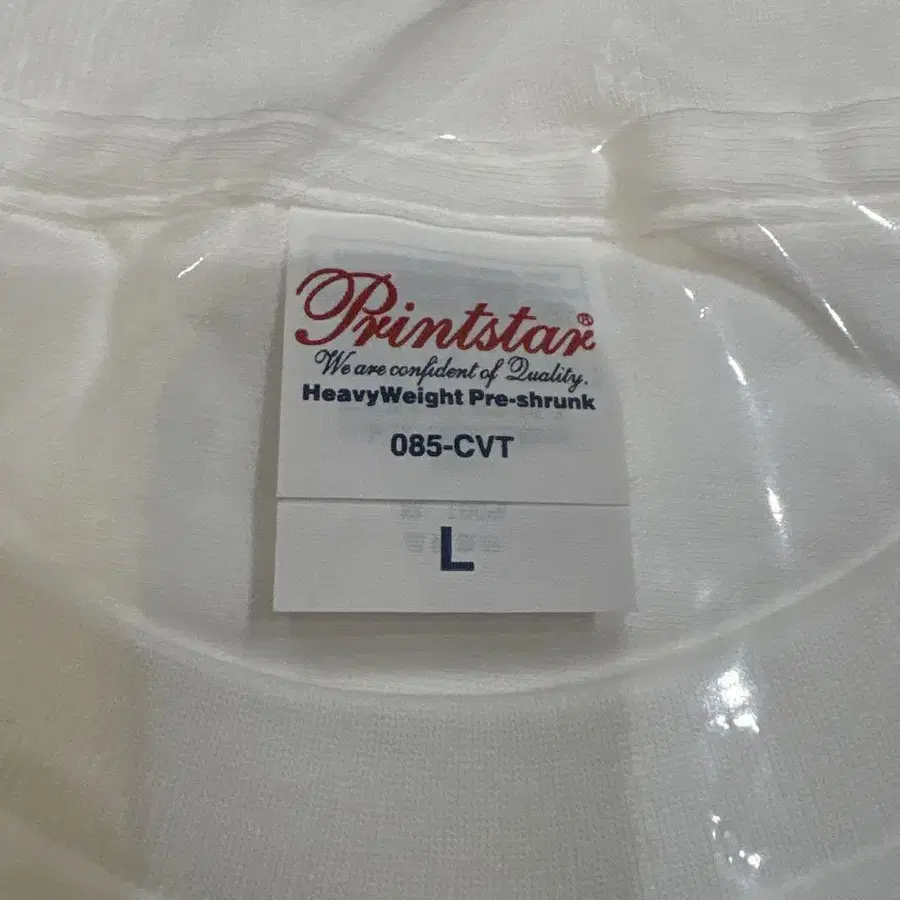 Printstar®
We are confident of Quality.
HeavyWeight Pre-shrunk
085-CVT
L